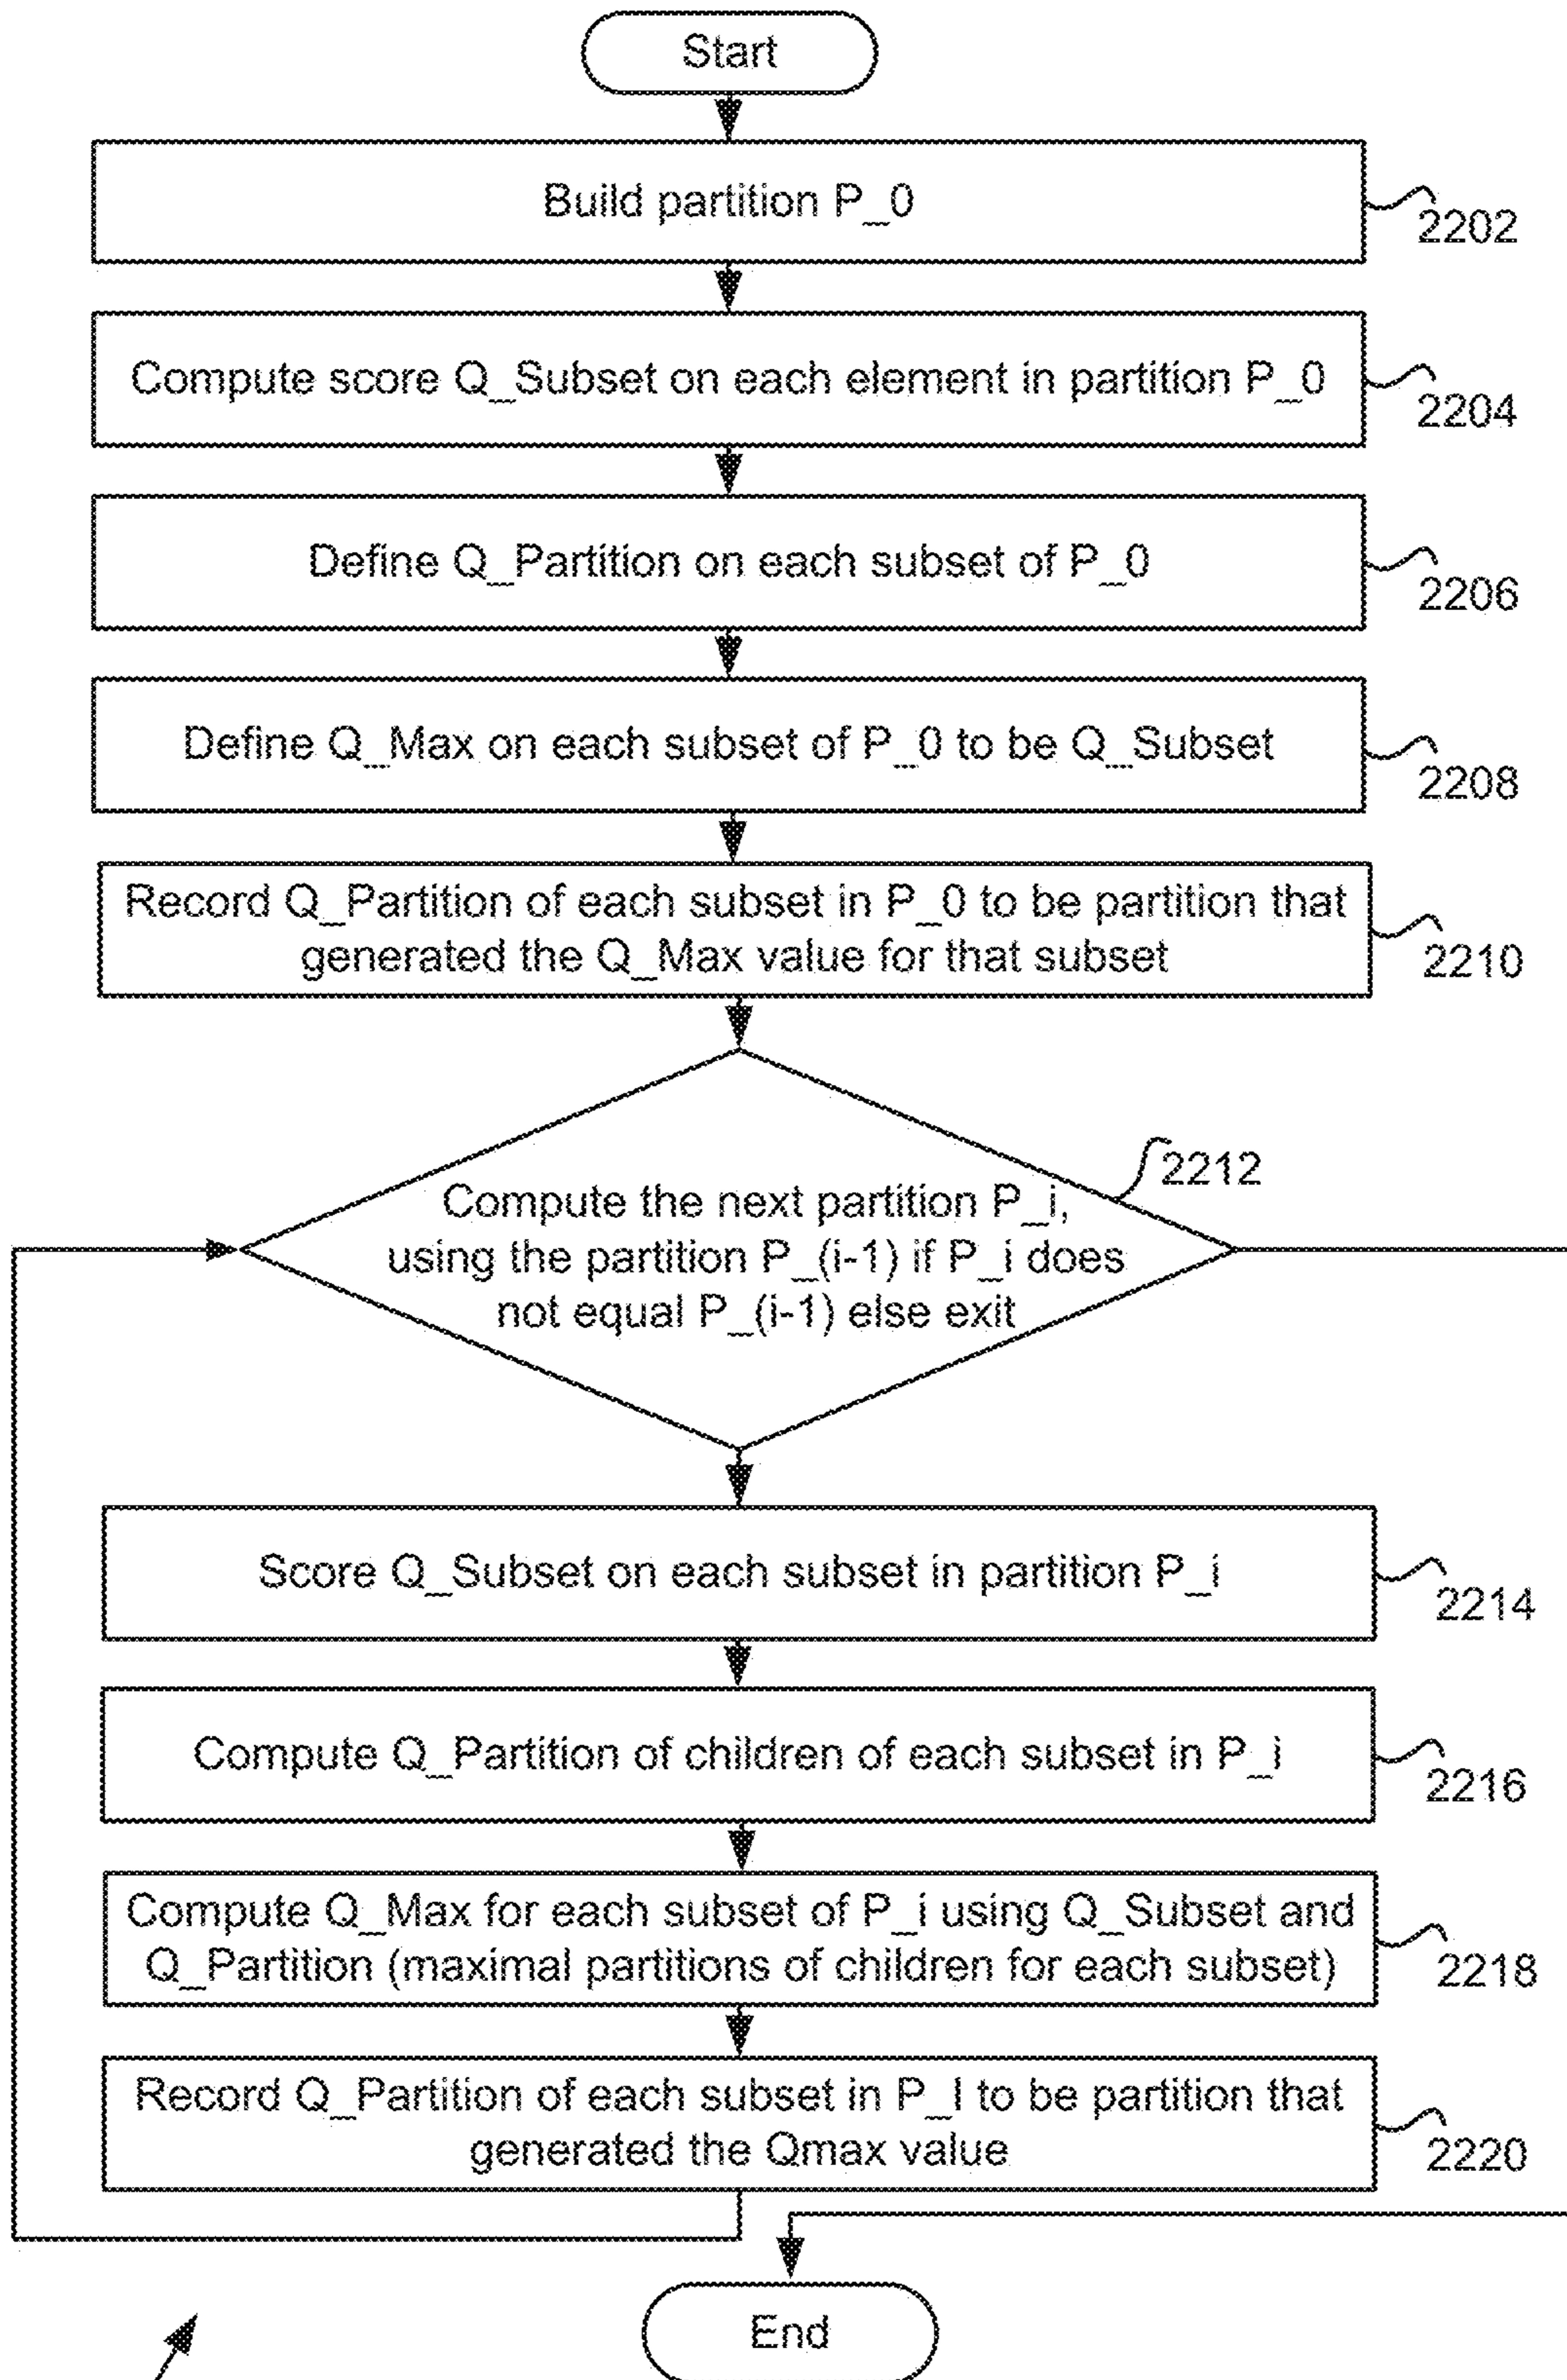 Start
Build partition P_0
2202
Compute score Q_Subset on each element in partition P_0
2204
Define Q_Partition on each subset of P_0
2206
Define Q_Max on each subset of P_0 to be Q_Subset
2208
Record Q_Partition of each subset in P_0 to be partition that
generated the Q_Max value for that subset
2210
2212
Compute the next partition P_i,
using the partition P_(i-1) if P_i does
not equal P_(i-1) else exit
Score Q_Subset on each subset in partition P_i
2214
Compute Q_Partition of children of each subset in P_i
2216
Compute Q_Max for each subset of P_i using Q_Subset and
Q_Partition (maximal partitions of children for each subset)
2218
Record Q_Partition of each subset in P_I to be partition that
generated the Qmax value
2220
End